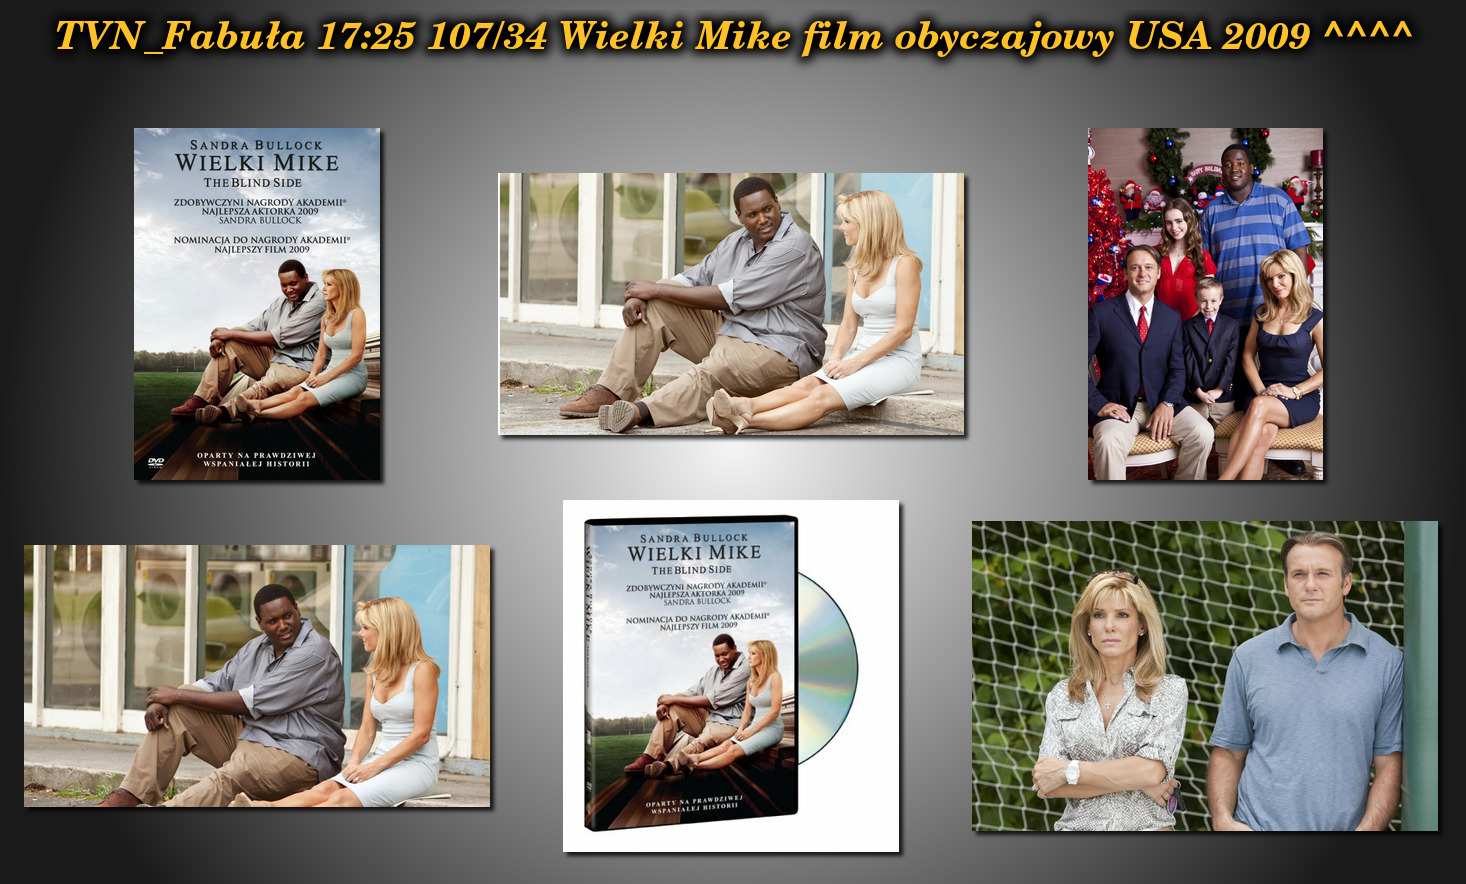 TVN_Fabuła 17:25 107/34 Wielki Mike film obyczajowy USA 2009 ^^^^
SANDRA BULLOCK
WIELKI MIKE
THE BLIND SIDE
ZDOBYWCZYNI NAGRODY AKADEMII®
NAJLEPSZA AKTORKA 2009
SANDRA BULLOCK
NOMINACJA DO NAGRODY AKADEMII®
NAJLEPSZY FILM 2009
OPARTY NA PRAWDZIWEJ
WSPANIAŁEJ HISTORII
DVD
SANDRA BULLOCK
WIELKI MIKE
THE BLIND SIDE
ZDOBYWCZYNI NAGRODY AKADEMII®
NAJLEPSZA AKTORKA 2009
SANDRA BULLOCK
NOMINACJA DO NAGRODY AKADEMII®
NAJLEPSZY FILM 2009
OPARTY NA PRAWDZIWEJ
WSPANIAŁEJ HISTORII